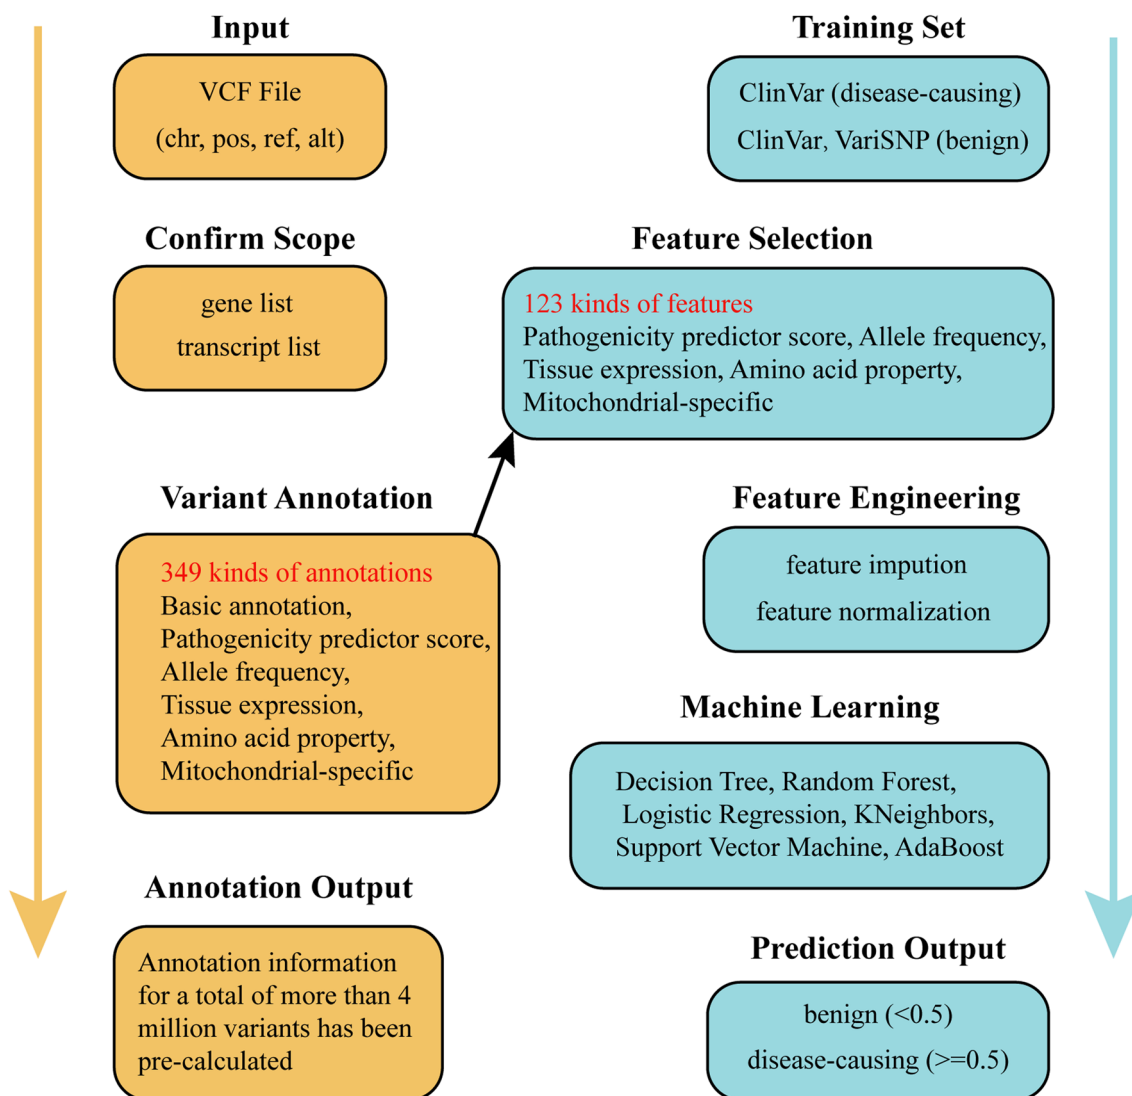 Input
VCF File
(chr, pos, ref, alt)
Confirm Scope
gene list
transcript list
Variant Annotation
349 kinds of annotations
Basic annotation,
Pathogenicity predictor score,
Allele frequency,
Tissue expression,
Amino acid property,
Mitochondrial-specific
Annotation Output
Annotation information
for a total of more than 4
million variants has been
pre-calculated
Training Set
ClinVar (disease-causing)
ClinVar, VariSNP (benign)
Feature Selection
123 kinds of features
Pathogenicity predictor score, Allele frequency,
Tissue expression, Amino acid property,
Mitochondrial-specific
Feature Engineering
feature impution
feature normalization
Machine Learning
Decision Tree, Random Forest,
Logistic Regression, KNeighbors,
Support Vector Machine, AdaBoost
Prediction Output
benign (<0.5)
disease-causing (>=0.5)